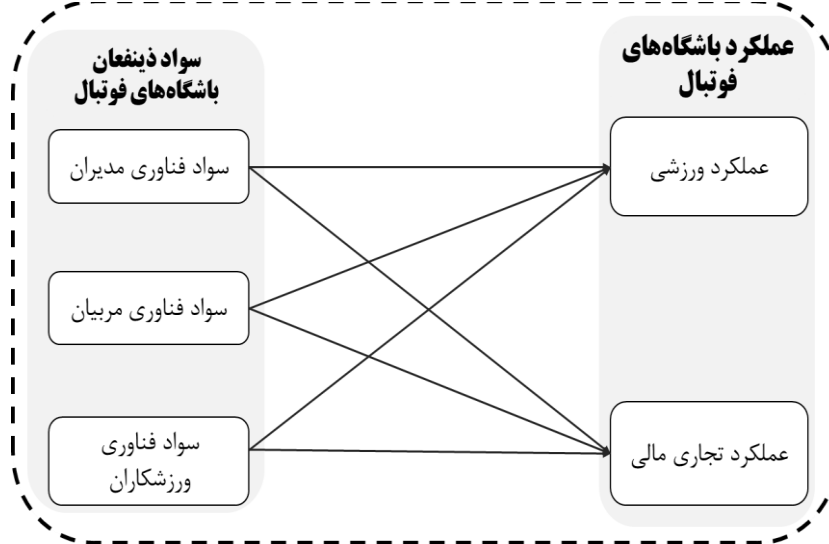 عملکرد باشگاه‌های
فوتبال
عملکرد ورزشی
عملکرد تجاری مالی
سواد ذینفعان
باشگاه‌های فوتبال
سواد فناوری مدیران
سواد فناوری مربیان
سواد فناوری
ورزشکاران